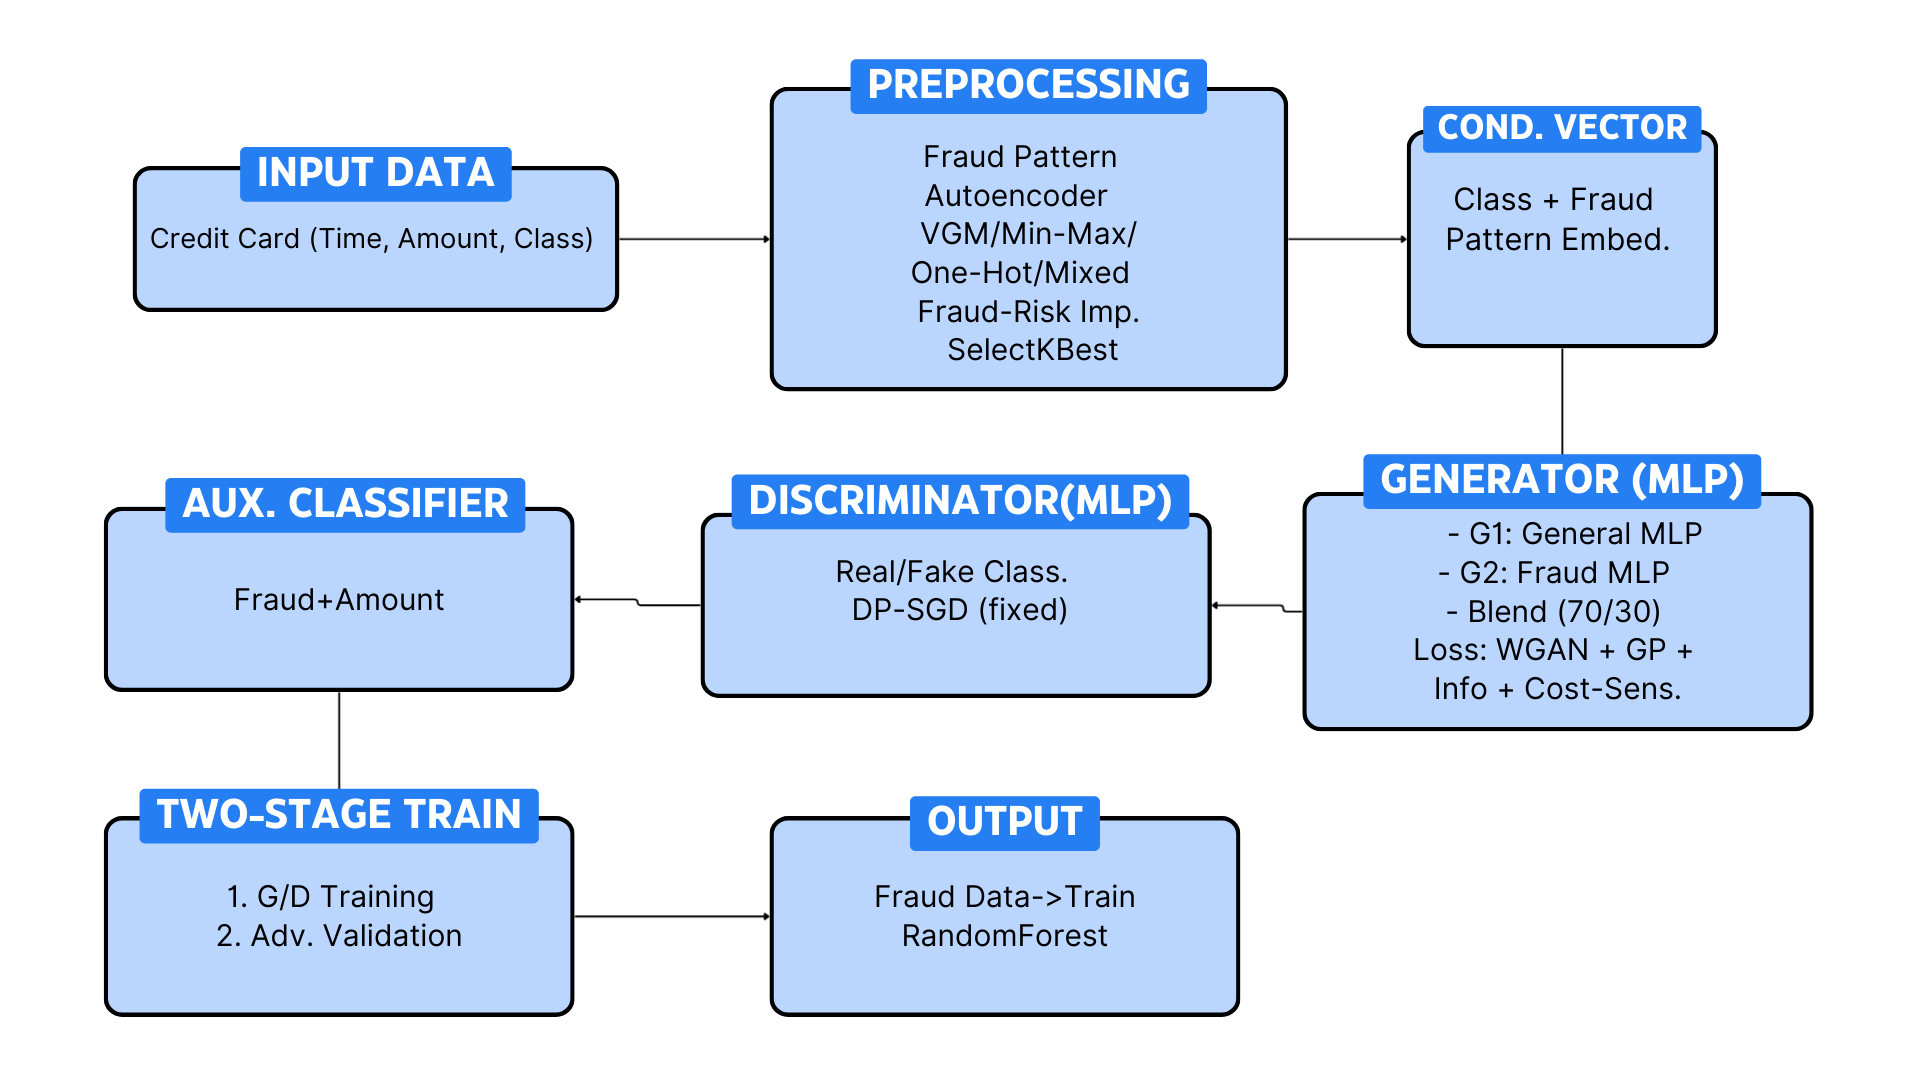 INPUT DATA
Credit Card (Time, Amount, Class)
PREPROCESSING
Fraud Pattern
Autoencoder
VGM/Min-Max/
One-Hot/Mixed
Fraud-Risk Imp.
SelectKBest
COND. VECTOR
Class + Fraud
Pattern Embed.
GENERATOR (MLP)
- G1: General MLP
- G2: Fraud MLP
- Blend (70/30)
Loss: WGAN + GP +
Info + Cost-Sens.
DISCRIMINATOR(MLP)
Real/Fake Class.
DP-SGD (fixed)
AUX. CLASSIFIER
Fraud+Amount
TWO-STAGE TRAIN
1. G/D Training
2. Adv. Validation
OUTPUT
Fraud Data->Train
RandomForest